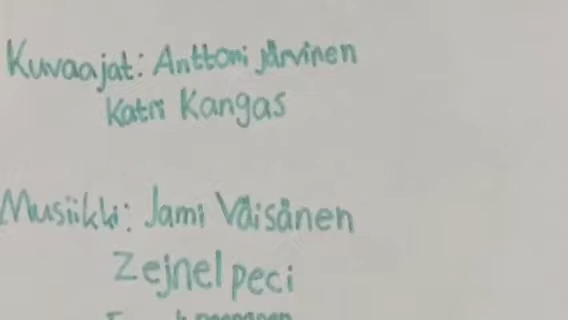 Kuvaajat: Anttoni Järvinen
Katri Kangas
Musiikki: Jami Väisänen
Zejnel peci